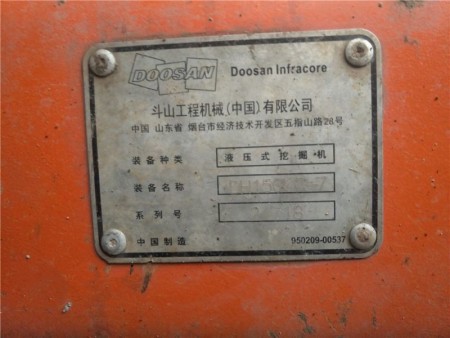 DOOSAN Doosan Infracore
斗山工程机械(中国)有限公司
中国 山东省 烟台市经济技术开发区五指山路28号
装备种类 液压式挖掘机
装备名称
系列号
中国制造 950209-00537